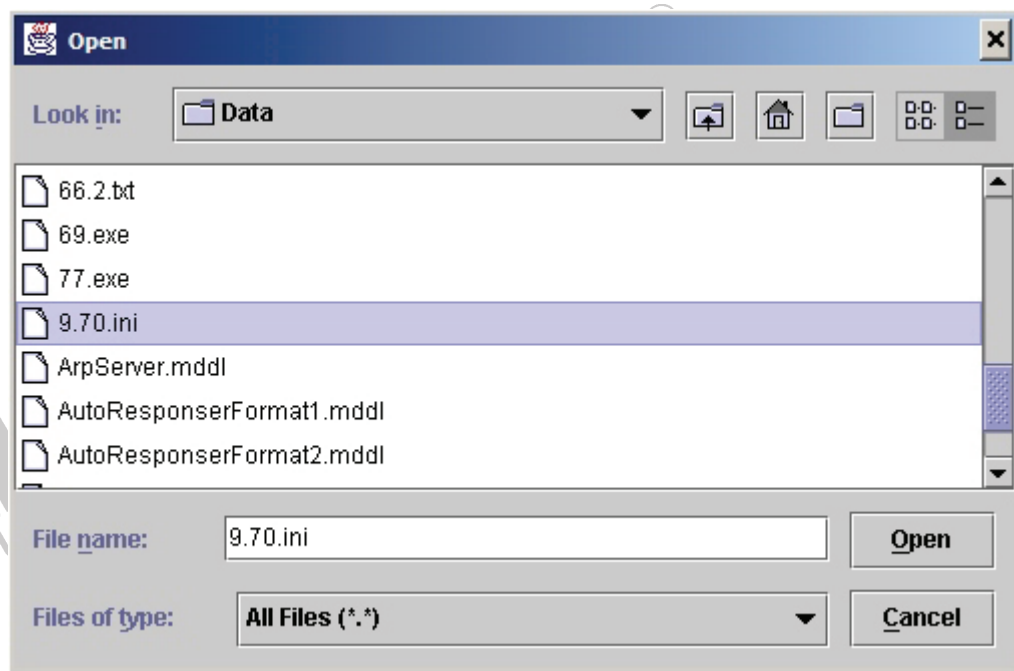 Open
Look in: Data
66.2.txt
69.exe
77.exe
9.70.ini
ArpServer.mddl
AutoResponserFormat1.mddl
AutoResponserFormat2.mddl
File name: 9.70.ini Open
Files of type: All Files (*.*) Cancel